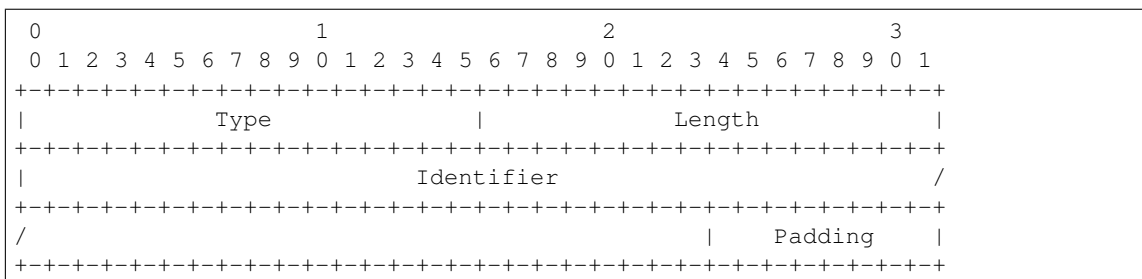 0                   1                   2                   3
 0 1 2 3 4 5 6 7 8 9 0 1 2 3 4 5 6 7 8 9 0 1 2 3 4 5 6 7 8 9 0 1
+-+-+-+-+-+-+-+-+-+-+-+-+-+-+-+-+-+-+-+-+-+-+-+-+-+-+-+-+-+-+-+-+
|             Type              |             Length            |
+-+-+-+-+-+-+-+-+-+-+-+-+-+-+-+-+-+-+-+-+-+-+-+-+-+-+-+-+-+-+-+-+
|                           Identifier                          /
+-+-+-+-+-+-+-+-+-+-+-+-+-+-+-+-+-+-+-+-+-+-+-+-+-+-+-+-+-+-+-+-+
/                                               |    Padding    |
+-+-+-+-+-+-+-+-+-+-+-+-+-+-+-+-+-+-+-+-+-+-+-+-+-+-+-+-+-+-+-+-+